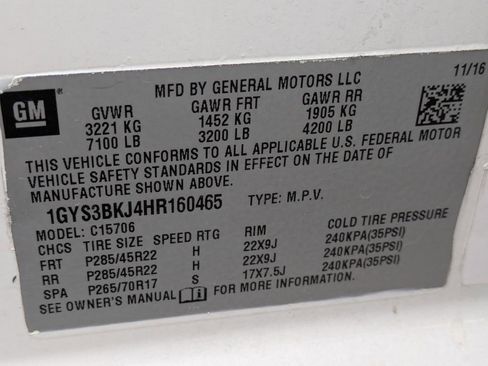 MFD BY GENERAL MOTORS LLC 11/16
GM
GVWR GAWR FRT GAWR RR
3221 KG 1452 KG 1905 KG
7100 LB 3200 LB 4200 LB
THIS VEHICLE CONFORMS TO ALL APPLICABLE U.S. FEDERAL MOTOR
VEHICLE SAFETY STANDARDS IN EFFECT ON THE DATE OF
MANUFACTURE SHOWN ABOVE.
1GYS3BKJ4HR160465 TYPE: M.P.V.
MODEL: C15706
CHCS TIRE SIZE SPEED RTG RIM COLD TIRE PRESSURE
FRT P285/45R22 H 22X9J 240KPA(35PSI)
RR P285/45R22 H 22X9J 240KPA(35PSI)
SPA P265/70R17 S 17X7.5J 240KPA(35PSI)
SEE OWNER'S MANUAL FOR MORE INFORMATION.